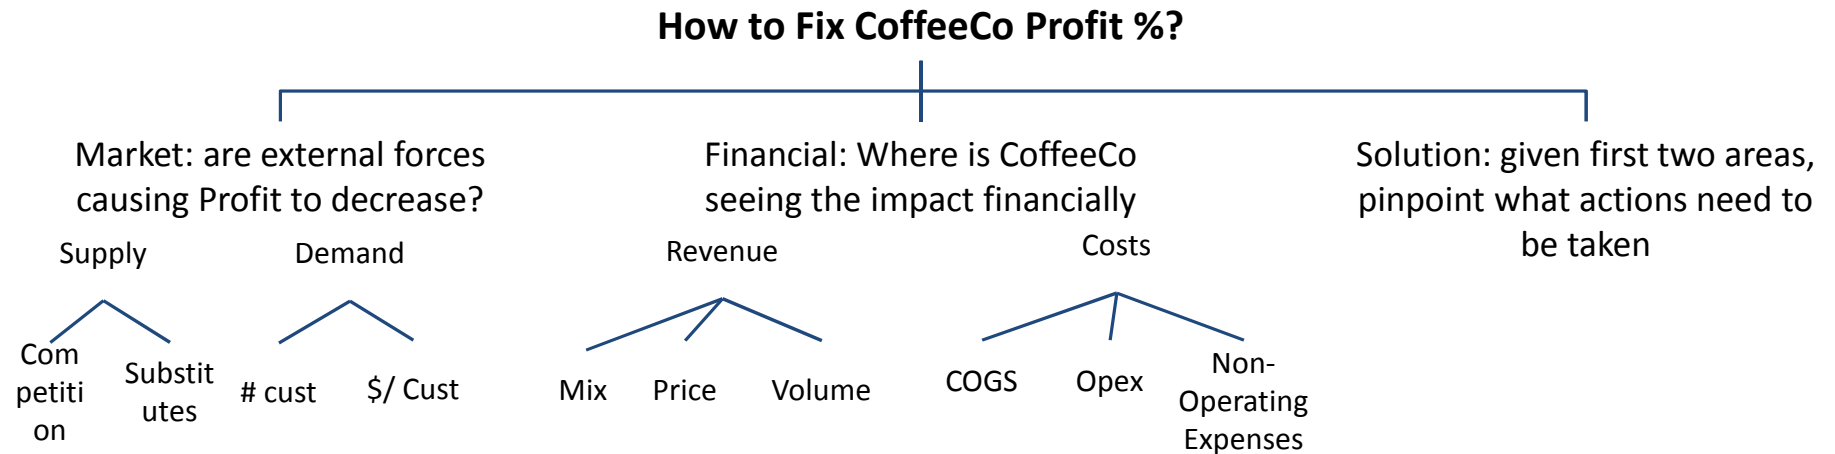 How to Fix CoffeeCo Profit %?
Market: are external forces
causing Profit to decrease?
Financial: Where is CoffeeCo
seeing the impact financially
Solution: given first two areas,
pinpoint what actions need to
be taken
Supply
Demand
Revenue
Costs
Com
petiti
on
Substit
utes
# cust
$/ Cust
Mix
Price
Volume
COGS
Opex
Non-
Operating
Expenses